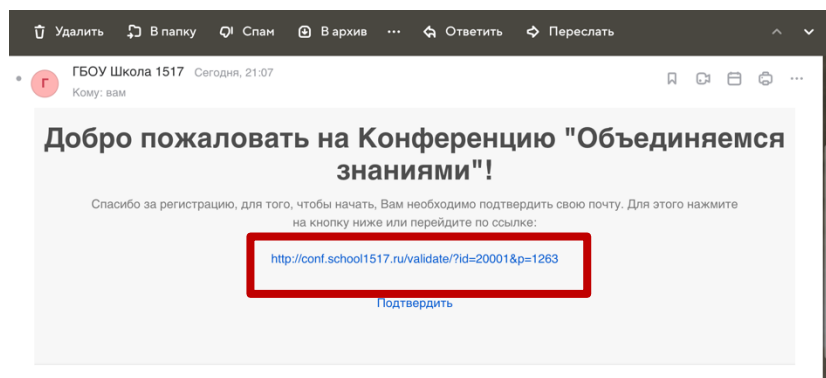 Удалить В папку Спам В архив ... Ответить Переслать
Г
ГБОУ Школа 1517 Сегодня, 21:07
Кому: вам
Добро пожаловать на Конференцию "Объединяемся
знаниями"!
Спасибо за регистрацию, для того, чтобы начать, Вам необходимо подтвердить свою почту. Для этого нажмите
на кнопку ниже или перейдите по ссылке:
http://conf.school1517.ru/validate/?id=20001&p=1263
Подтвердить